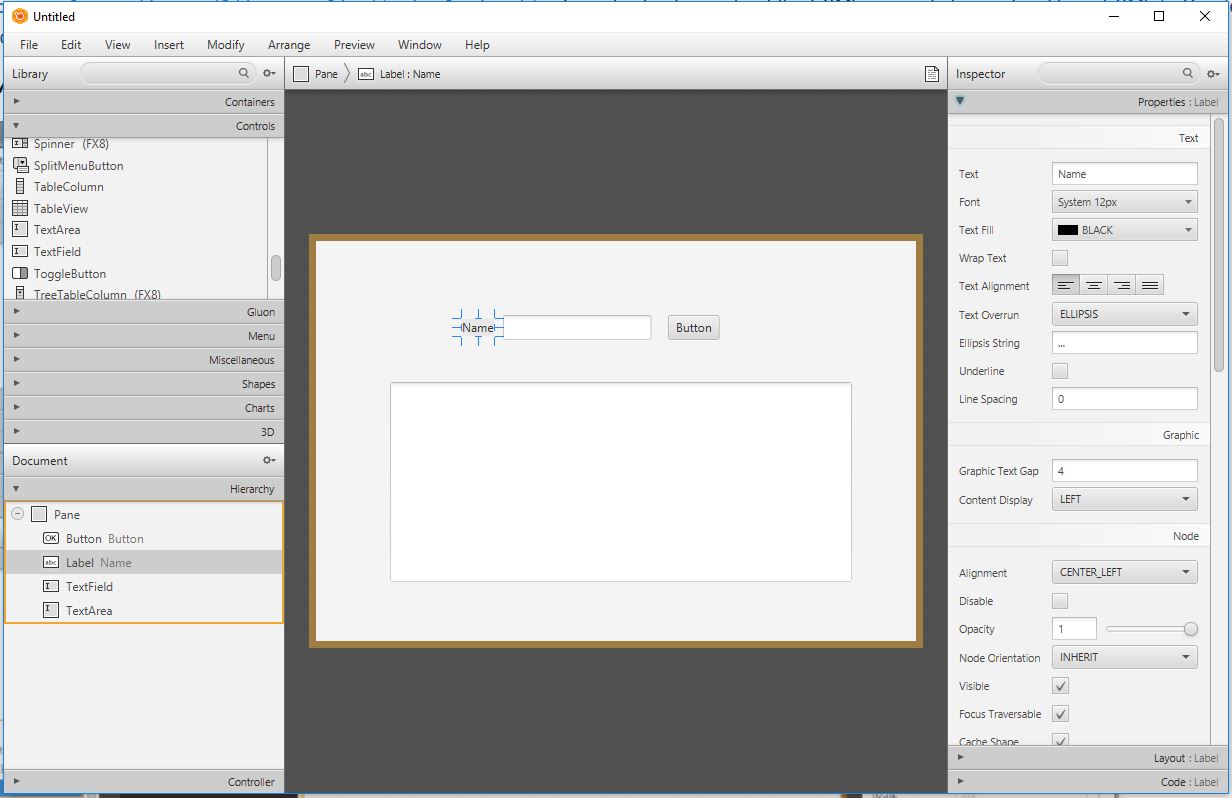 Untitled
File Edit View Insert Modify Arrange Preview Window Help
Library
Pane Label : Name
Inspector
Containers
Controls
Spinner (FX8)
SplitMenuButton
TableColumn
TableView
TextArea
TextField
ToggleButton
TreeTableColumn (FX8)
Gluon
Menu
Miscellaneous
Shapes
Charts
3D
Document
Hierarchy
Pane
OK Button Button
abc Label Name
TextField
TextArea
Controller
Name
Button
Properties : Label
Text
Text Name
Font System 12px
Text Fill BLACK
Wrap Text
Text Alignment
Text Overrun ELLIPSIS
Ellipsis String ...
Underline
Line Spacing 0
Graphic
Graphic Text Gap 4
Content Display LEFT
Node
Alignment CENTER_LEFT
Disable
Opacity 1
Node Orientation INHERIT
Visible
Focus Traversable
Cache Shape
Layout : Label
Code : Label